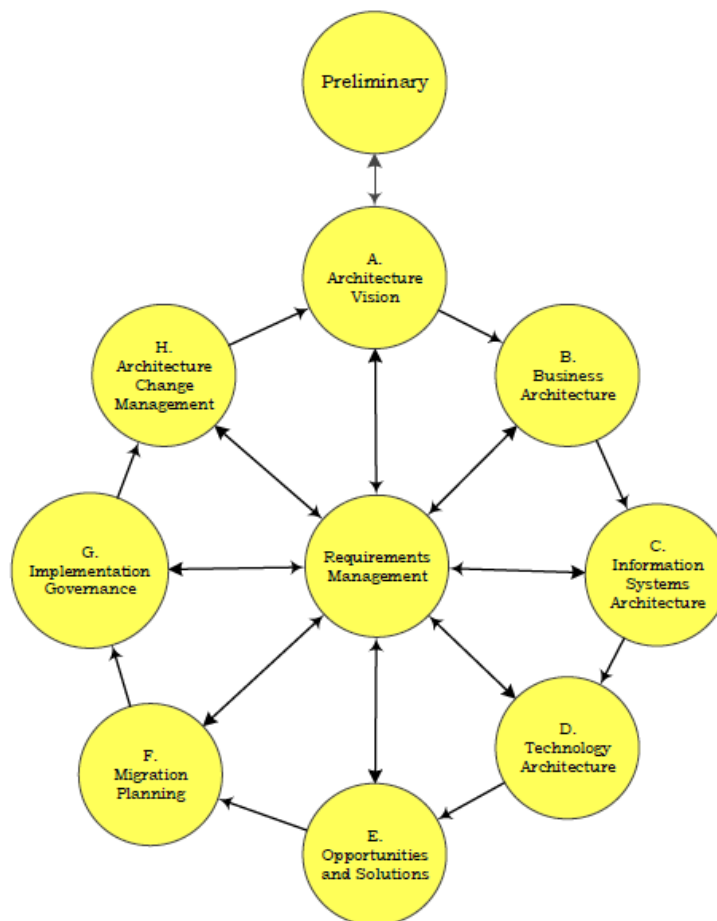 Preliminary
A.
Architecture
Vision
H.
Architecture
Change
Management
B.
Business
Architecture
G.
Implementation
Governance
Requirements
Management
C.
Information
Systems
Architecture
F.
Migration
Planning
D.
Technology
Architecture
E.
Opportunities
and Solutions